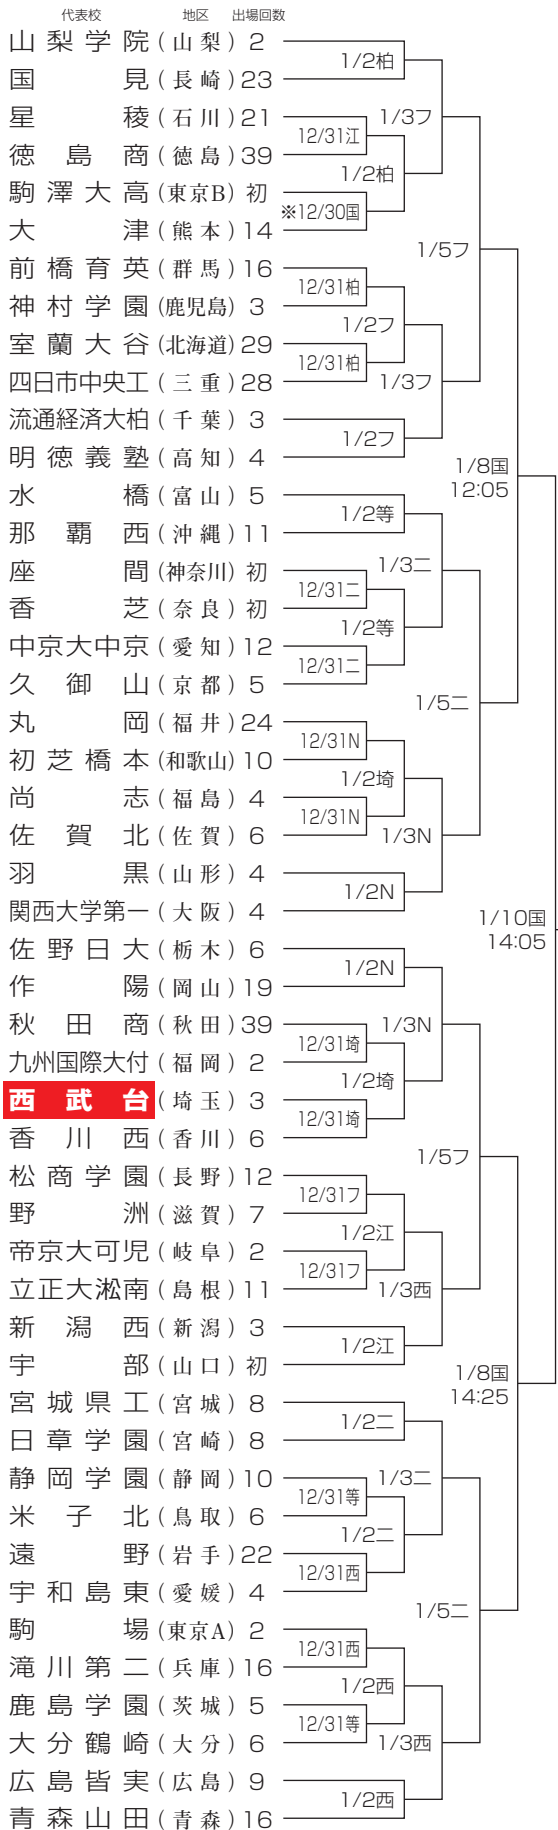 代表校 地区 出場回数
山梨学院(山梨) 2
国見(長崎)23
星稜(石川)21
徳島商(徳島)39
駒澤大高(東京B) 初
大津(熊本)14
前橋育英(群馬)16
神村学園(鹿児島) 3
室蘭大谷(北海道)29
四日市中央工(三重)28
流通経済大柏(千葉) 3
明徳義塾(高知) 4
水橋(富山) 5
那覇西(沖縄)11
座間(神奈川) 初
香芝(奈良) 初
中京大中京(愛知)12
久御山(京都) 5
丸岡(福井)24
初芝橋本(和歌山)10
尚志(福島) 4
佐賀北(佐賀) 6
羽黒(山形) 4
関西大学第一(大阪) 4
佐野日大(栃木) 6
作陽(岡山)19
秋田商(秋田)39
九州国際大付(福岡) 2
西武台(埼玉) 3
香川西(香川) 6
松商学園(長野)12
野洲(滋賀) 7
帝京大可児(岐阜) 2
立正大淞南(島根)11
新潟西(新潟) 3
宇部(山口) 初
宮城県工(宮城) 8
日章学園(宮崎) 8
静岡学園(静岡)10
米子北(鳥取) 6
遠野(岩手)22
宇和島東(愛媛) 4
駒場(東京A) 2
滝川第二(兵庫)16
鹿島学園(茨城) 5
大分鶴崎(大分) 6
広島皆実(広島) 9
青森山田(青森)16
1/2柏
12/31江
※12/30国
1/2柏
1/3フ
12/31柏
12/31柏
1/2フ
1/2フ
1/3フ
1/5フ
1/2等
12/31ニ
12/31ニ
1/2等
1/3ニ
12/31N
12/31N
1/2埼
1/2N
1/3N
1/5ニ
1/8国
12:05
1/2N
12/31埼
12/31埼
1/2埼
1/3N
12/31フ
12/31フ
1/2江
1/2江
1/3西
1/5フ
1/2ニ
12/31等
12/31西
1/2ニ
1/3ニ
12/31西
12/31等
1/2西
1/2西
1/3西
1/5ニ
1/8国
14:25
1/10国
14:05